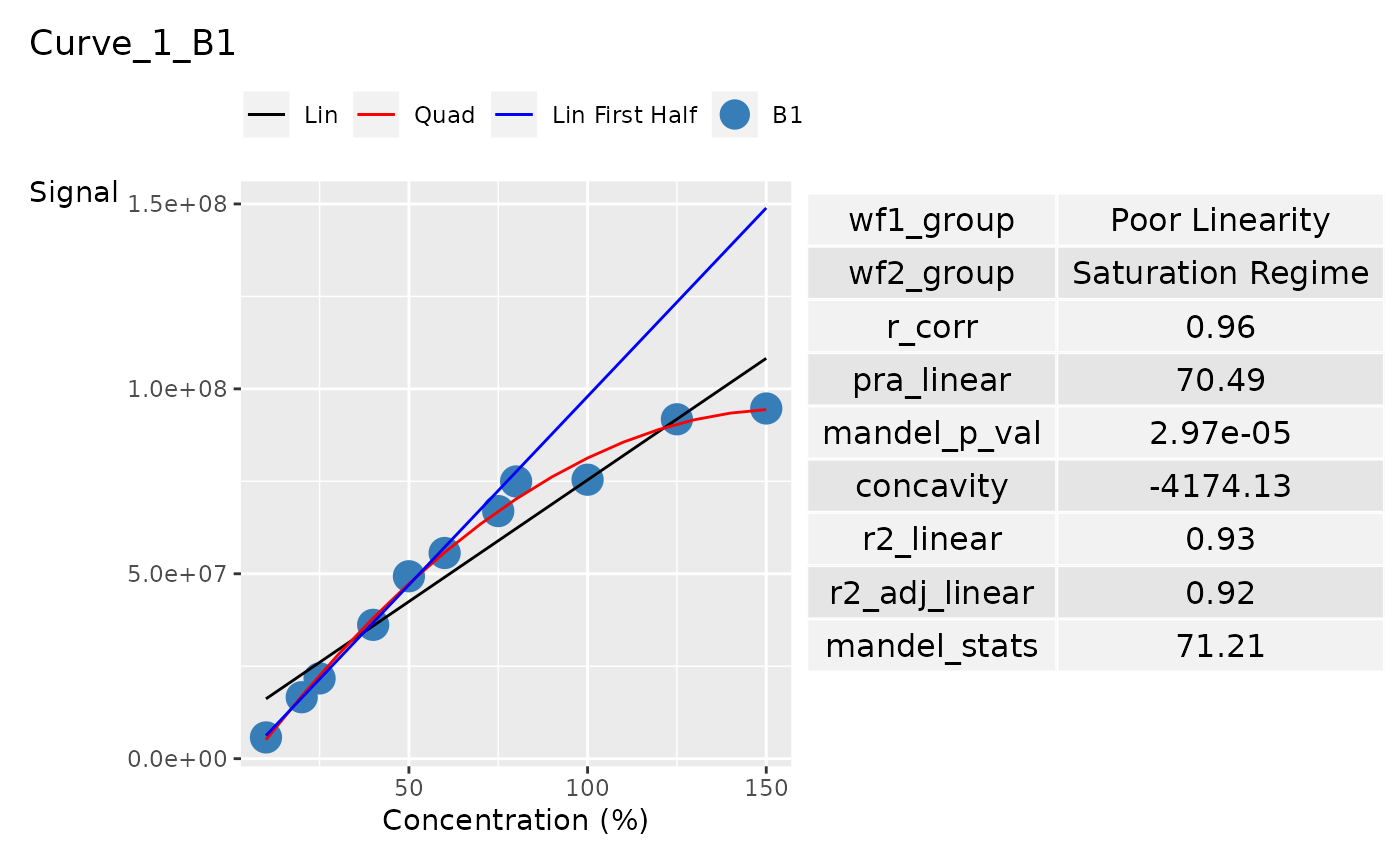 Curve_1_B1
Lin Quad Lin First Half B1
Signal
1.5e+08
1.0e+08
5.0e+07
0.0e+00
50 100 150
Concentration (%)
wf1_group Poor Linearity
wf2_group Saturation Regime
r_corr 0.96
pra_linear 70.49
mandel_p_val 2.97e-05
concavity -4174.13
r2_linear 0.93
r2_adj_linear 0.92
mandel_stats 71.21